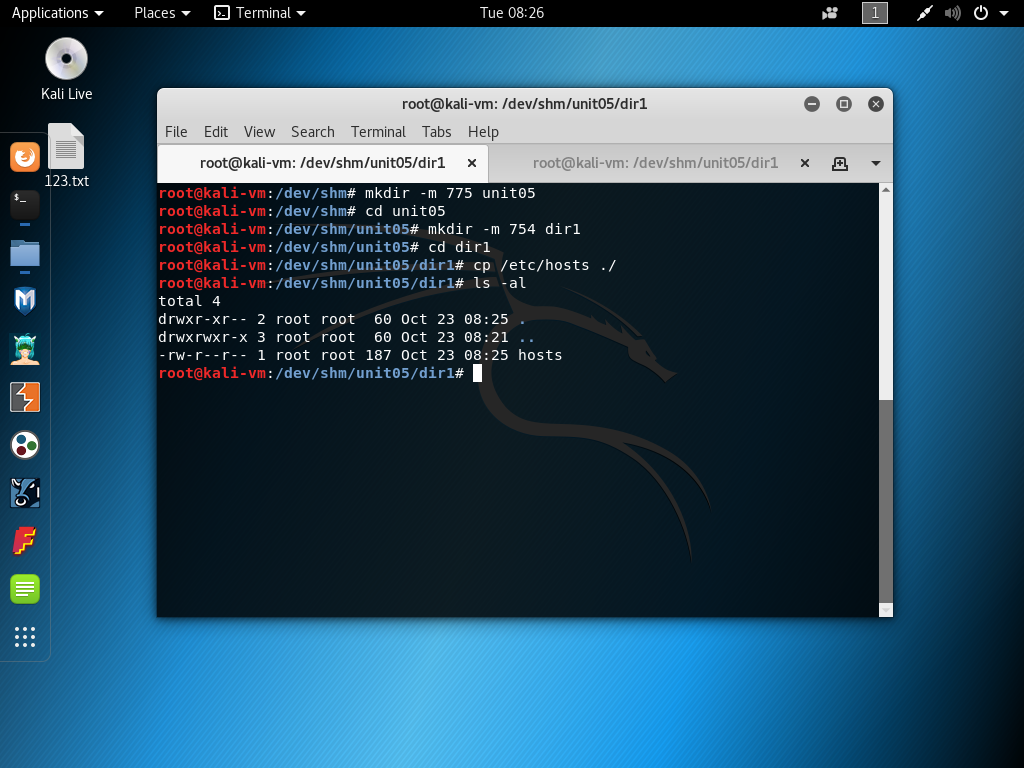 Applications Places Terminal Tue 08:26 1
Kali Live
123.txt
root@kali-vm: /dev/shm/unit05/dir1
File Edit View Search Terminal Tabs Help
root@kali-vm: /dev/shm/unit05/dir1 root@kali-vm: /dev/shm/unit05/dir1
root@kali-vm:/dev/shm# mkdir -m 775 unit05
root@kali-vm:/dev/shm# cd unit05
root@kali-vm:/dev/shm/unit05# mkdir -m 754 dir1
root@kali-vm:/dev/shm/unit05# cd dir1
root@kali-vm:/dev/shm/unit05/dir1# cp /etc/hosts ./
root@kali-vm:/dev/shm/unit05/dir1# ls -al
total 4
drwxr-xr-- 2 root root  60 Oct 23 08:25 .
drwxrwxr-x 3 root root  60 Oct 23 08:21 ..
-rw-r--r-- 1 root root 187 Oct 23 08:25 hosts
root@kali-vm:/dev/shm/unit05/dir1#